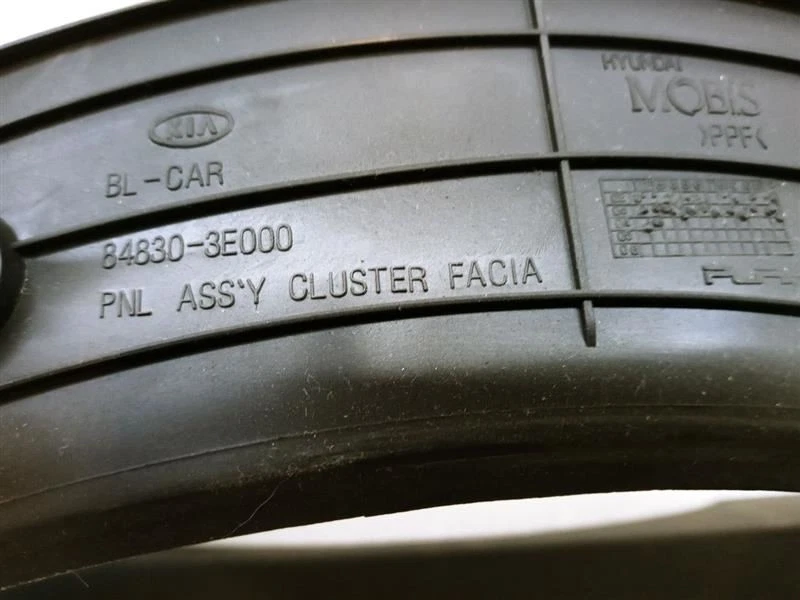 KIA
BL-CAR
84830-3E000
PNL ASS'Y CLUSTER FACIA
HYUNDAI
MOBIS
>PPF<